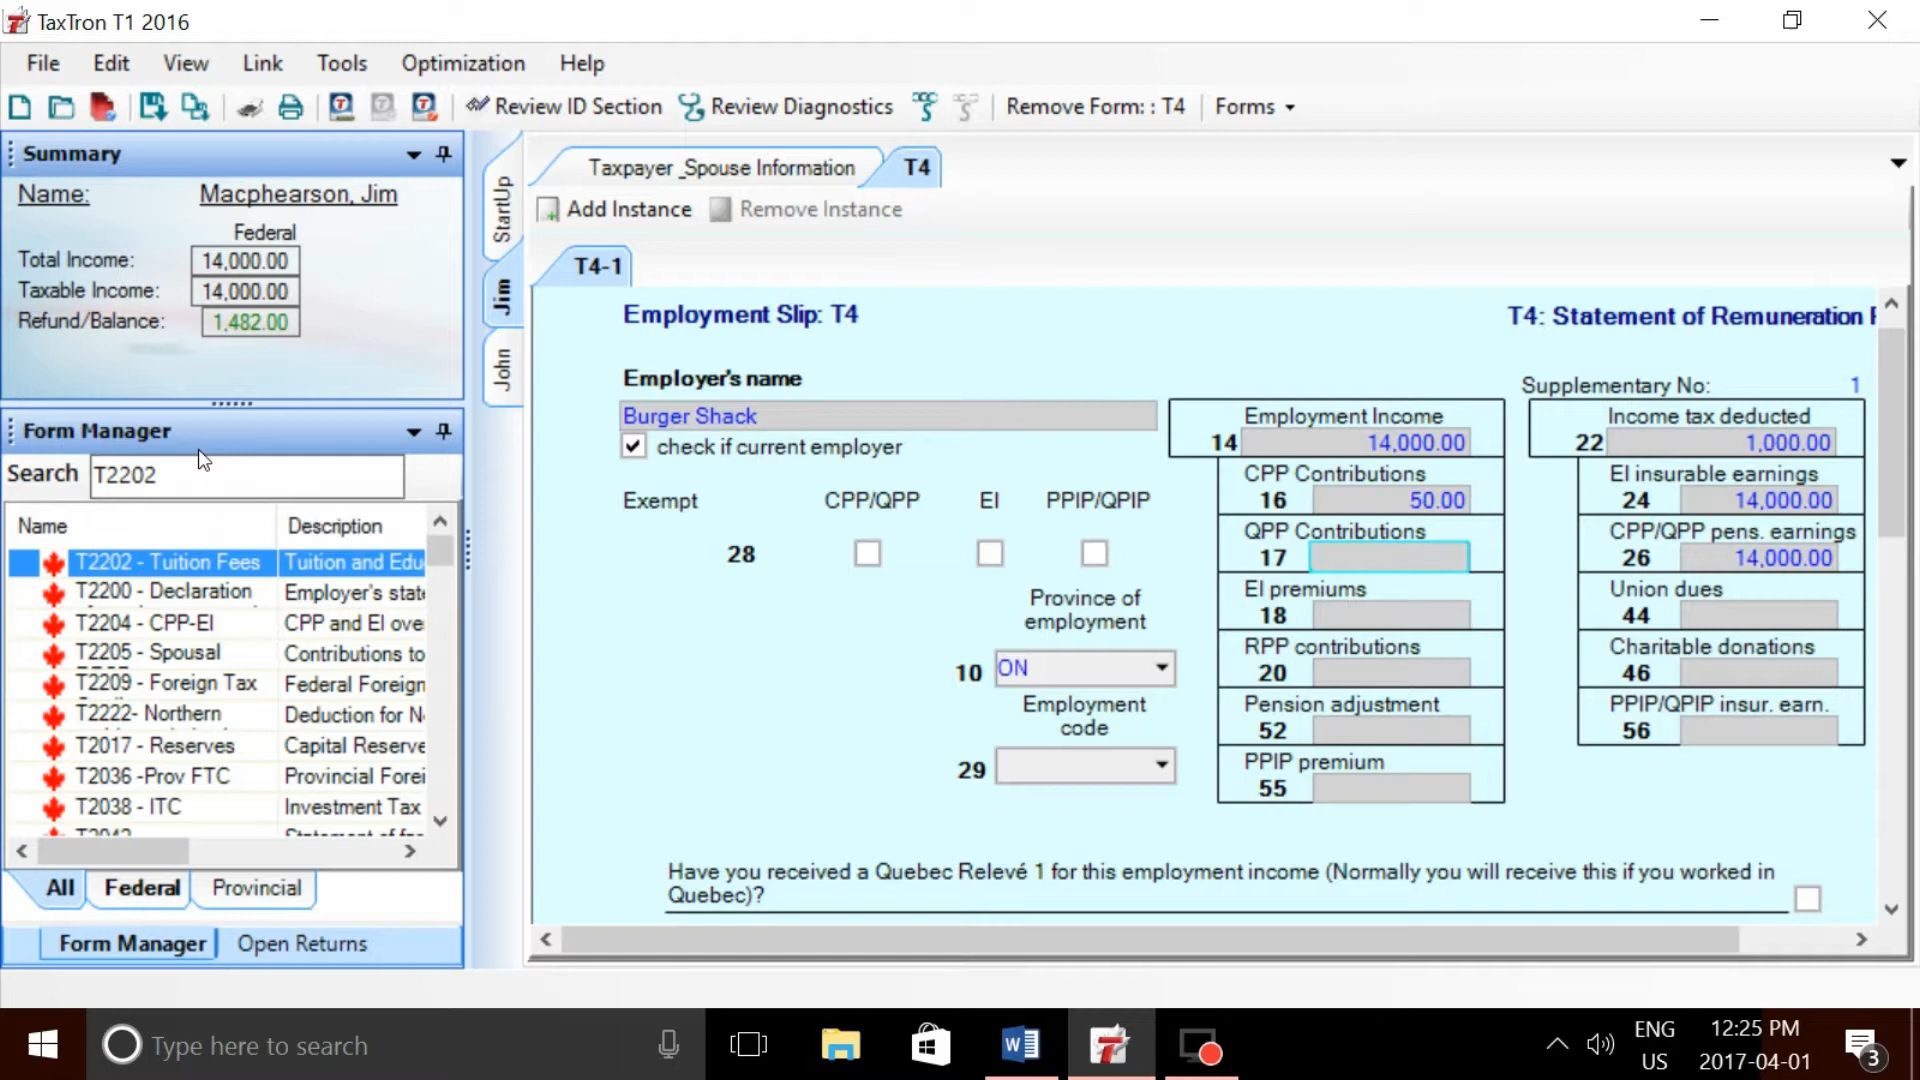 TaxTron T1 2016
File Edit View Link Tools Optimization Help
Review ID Section Review Diagnostics Remove Form: : T4 Forms
Summary
Name: Macphearson, Jim
Federal
Total Income: 14,000.00
Taxable Income: 14,000.00
Refund/Balance: 1,482.00
Form Manager
Search T2202
Name Description
T2202 - Tuition Fees Tuition and Edu
T2200 - Declaration Employer's state
T2204 - CPP-EI CPP and EI ove
T2205 - Spousal Contributions to
T2209 - Foreign Tax Federal Foreign
T2222- Northern Deduction for N
T2017 - Reserves Capital Reserve
T2036 -Prov FTC Provincial Forei
T2038 - ITC Investment Tax
All Federal Provincial
Form Manager Open Returns
StartUp
Jim
John
Taxpayer _Spouse Information T4
Add Instance Remove Instance
T4-1
Employment Slip: T4
T4: Statement of Remuneration
Employer's name
Supplementary No: 1
Burger Shack
check if current employer
Exempt CPP/QPP EI PPIP/QPIP
28
Province of
employment
10 ON
Employment
code
29
Employment Income
14 14,000.00
CPP Contributions
16 50.00
QPP Contributions
17
EI premiums
18
RPP contributions
20
Pension adjustment
52
PPIP premium
55
Income tax deducted
22 1,000.00
EI insurable earnings
24 14,000.00
CPP/QPP pens. earnings
26 14,000.00
Union dues
44
Charitable donations
46
PPIP/QPIP insur. earn.
56
Have you received a Quebec Relevé 1 for this employment income (Normally you will receive this if you worked in
Quebec)?
Type here to search
ENG
US
12:25 PM
2017-04-01
3